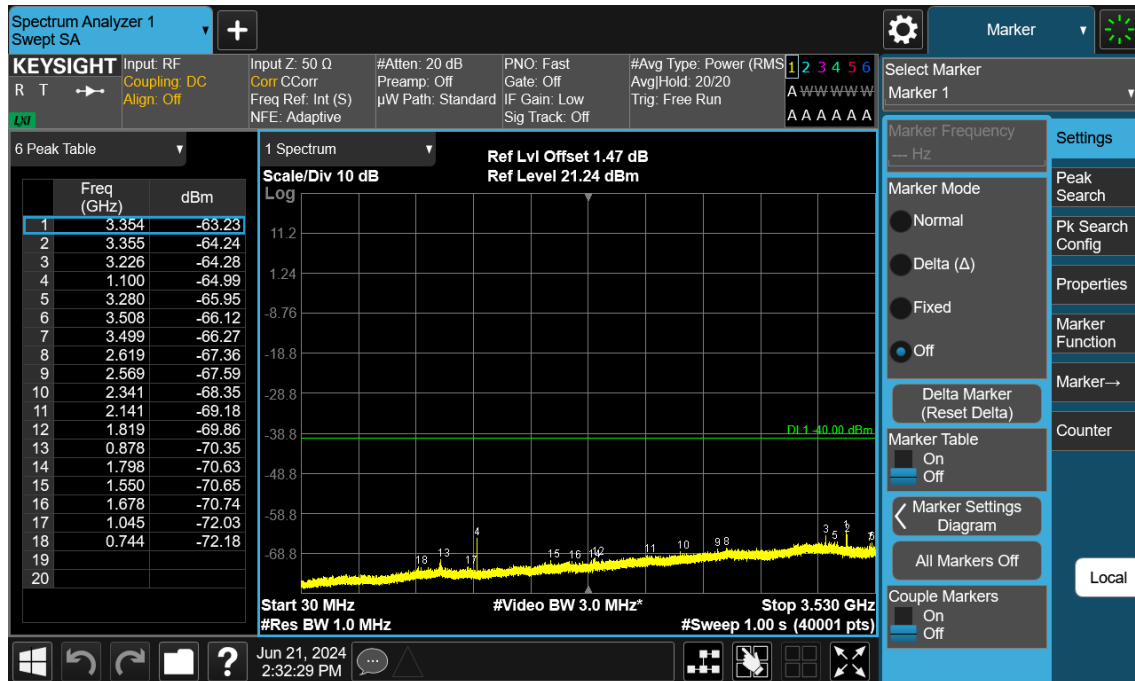 Spectrum Analyzer 1
Swept SA
Marker
KEYSIGHT
R T
LXI
Input: RF
Coupling: DC
Align: Off
Input Z: 50 Ω
Corr CCorr
Freq Ref: Int (S)
NFE: Adaptive
#Atten: 20 dB
Preamp: Off
µW Path: Standard
PNO: Fast
Gate: Off
IF Gain: Low
Sig Track: Off
#Avg Type: Power (RMS
Avg|Hold: 20/20
Trig: Free Run
1 2 3 4 5 6
A W W W W W
A A A A A A
Select Marker
Marker 1
6 Peak Table
Freq (GHz) dBm
1 3.354 -63.23
2 3.355 -64.24
3 3.226 -64.28
4 1.100 -64.99
5 3.280 -65.95
6 3.508 -66.12
7 3.499 -66.27
8 2.619 -67.36
9 2.569 -67.59
10 2.341 -68.35
11 2.141 -69.18
12 1.819 -69.86
13 0.878 -70.35
14 1.798 -70.63
15 1.550 -70.65
16 1.678 -70.74
17 1.045 -72.03
18 0.744 -72.18
19
20
1 Spectrum
Scale/Div 10 dB
Ref Lvl Offset 1.47 dB
Ref Level 21.24 dBm
Log
11.2
1.24
-8.76
-18.8
-28.8
-38.8
-48.8
-58.8
-68.8
DL1 -40.00 dBm
18 13 17 4 15 16 11 10 9 8 3 5
Start 30 MHz
#Video BW 3.0 MHz*
Stop 3.530 GHz
#Res BW 1.0 MHz
#Sweep 1.00 s (40001 pts)
Marker Frequency
--- Hz
Marker Mode
Normal
Delta (Δ)
Fixed
Off
Delta Marker
(Reset Delta)
Marker Table
On
Off
Marker Settings
Diagram
All Markers Off
Couple Markers
On
Off
Settings
Peak
Search
Pk Search
Config
Properties
Marker
Function
Marker→
Counter
Local
?
Jun 21, 2024
2:32:29 PM